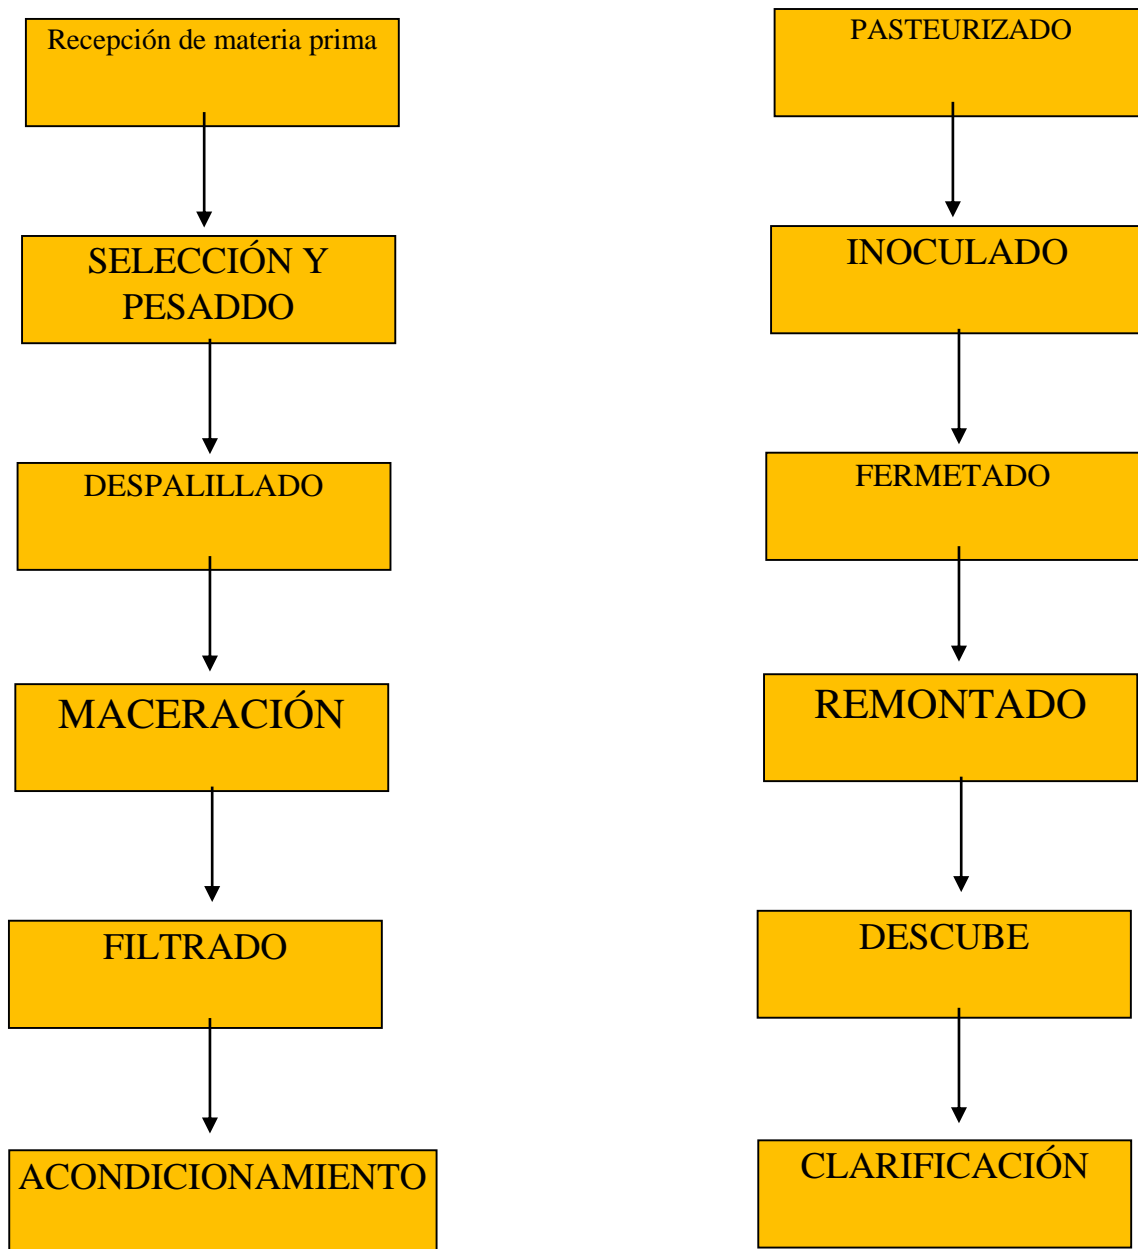 Recepción de materia prima
SELECCIÓN Y
PESADDO
DESPALILLADO
MACERACIÓN
FILTRADO
ACONDICIONAMIENTO
PASTEURIZADO
INOCULADO
FERMETADO
REMONTADO
DESCUBE
CLARIFICACIÓN